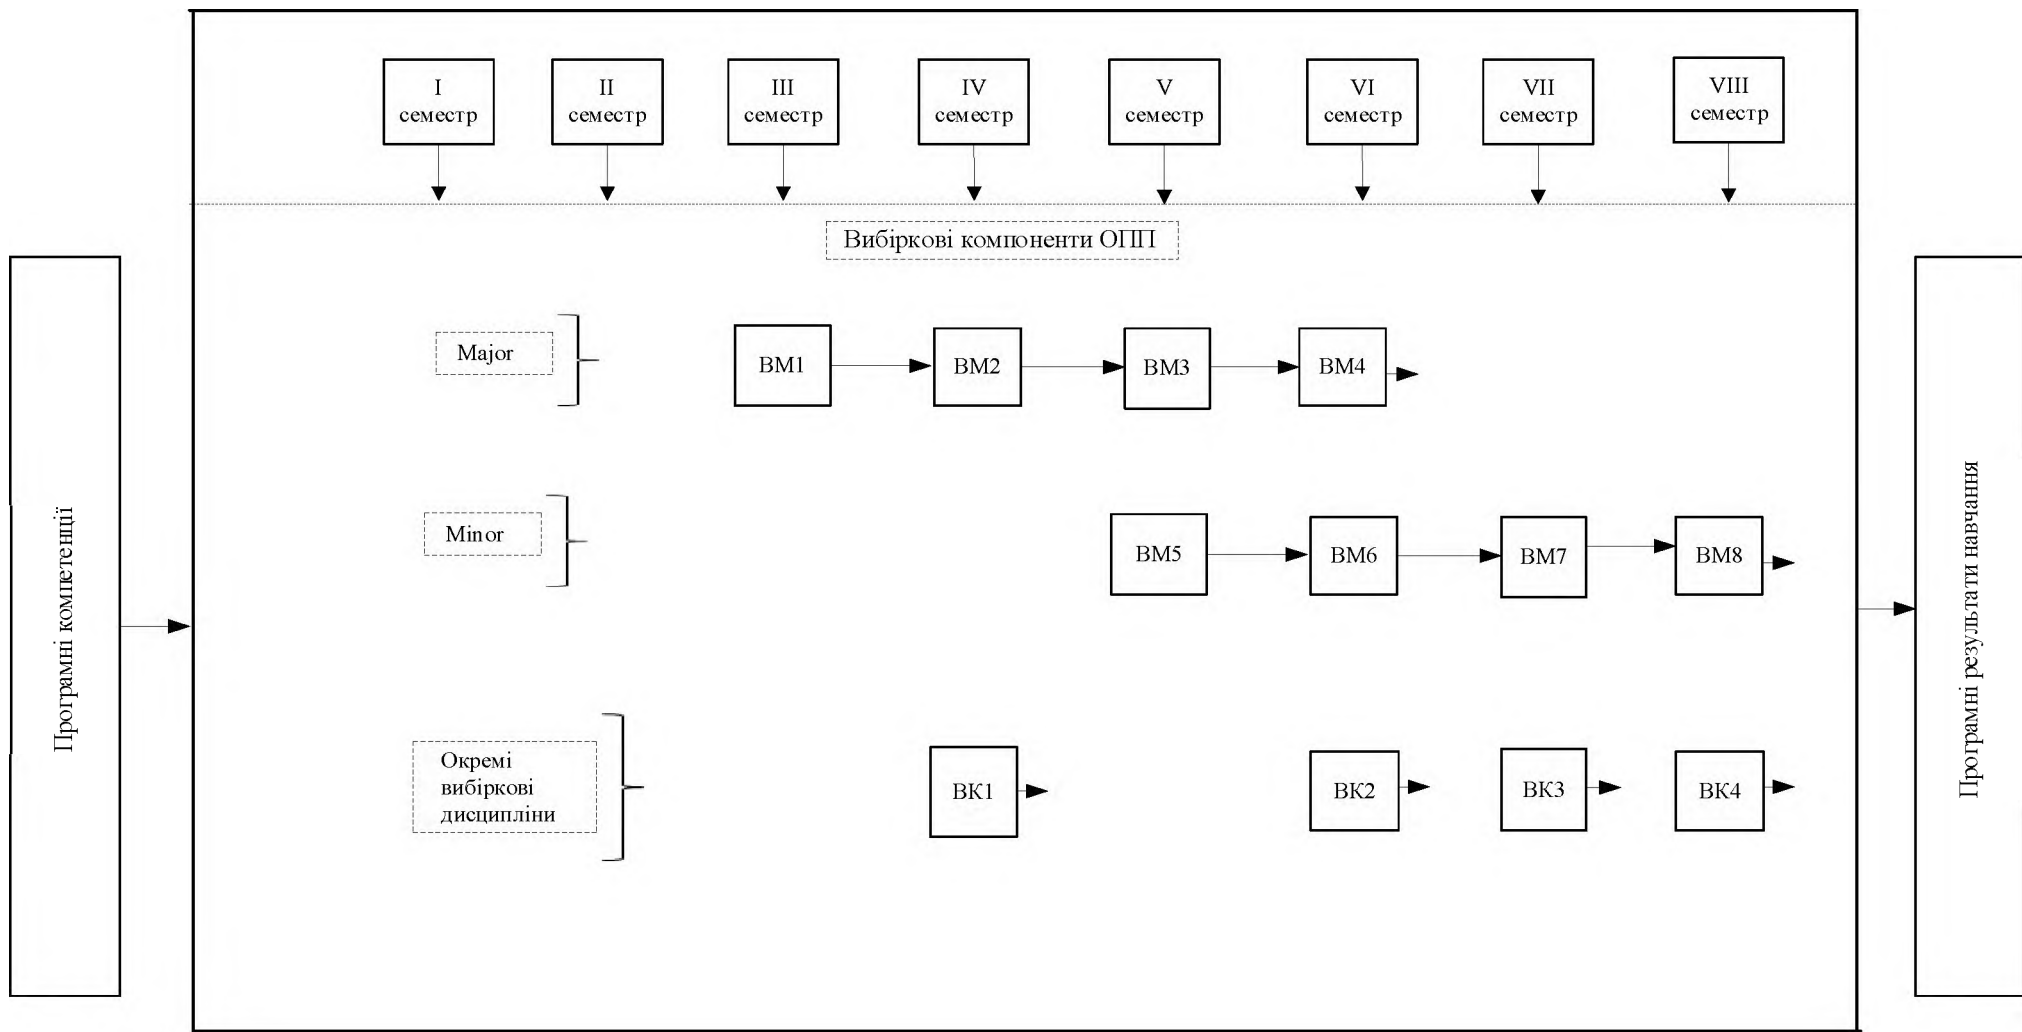 I
семестр
II
семестр
III
семестр
IV
семестр
V
семестр
VI
семестр
VII
семестр
VIII
семестр
Вибіркові компоненти ОПП
Програмні компетенції
Major
ВМ1
ВМ2
ВМ3
ВМ4
Minor
ВМ5
ВМ6
ВМ7
ВМ8
Окремі
вибіркові
дисципліни
ВК1
ВК2
ВК3
ВК4
Програмні результати навчання